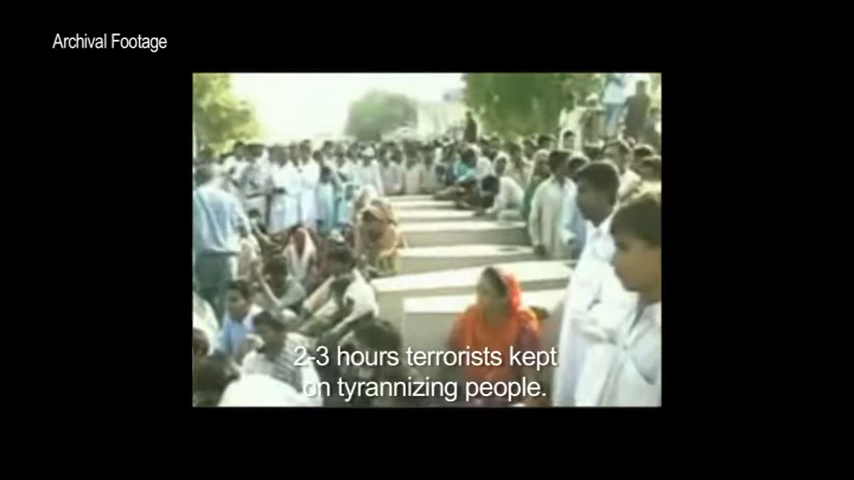 Archival Footage
2-3 hours terrorists kept
on tyrannizing people.